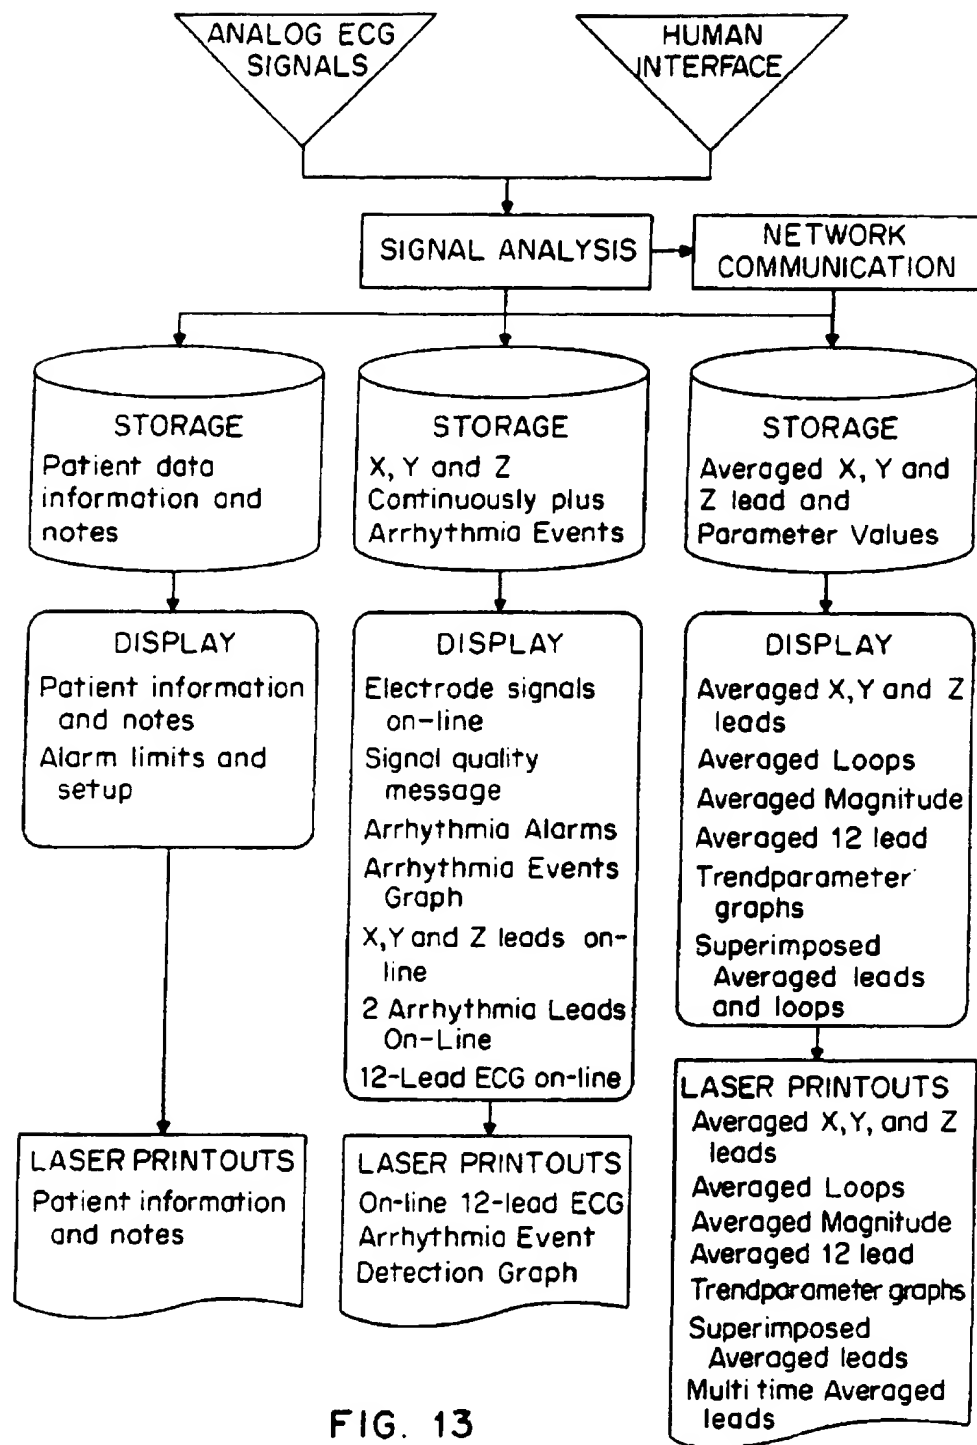 ANALOG ECG
SIGNALS
HUMAN
INTERFACE
SIGNAL ANALYSIS
NETWORK
COMMUNICATION
STORAGE
Patient data
information and
notes
STORAGE
X, Y and Z
Continuously plus
Arrhythmia Events
STORAGE
Averaged X, Y and
Z lead and
Parameter Values
DISPLAY
Patient information
and notes
Alarm limits and
setup
DISPLAY
Electrode signals
on-line
Signal quality
message
Arrhythmia Alarms
Arrhythmia Events
Graph
X, Y and Z leads on-
line
2 Arrhythmia Leads
On-Line
12-Lead ECG on-line
DISPLAY
Averaged X, Y and Z
leads
Averaged Loops
Averaged Magnitude
Averaged 12 lead
Trendparameter
graphs
Superimposed
Averaged leads
and loops
LASER PRINTOUTS
Patient information
and notes
LASER PRINTOUTS
On-line 12-lead ECG
Arrhythmia Event
Detection Graph
LASER PRINTOUTS
Averaged X, Y, and Z
leads
Averaged Loops
Averaged Magnitude
Averaged 12 lead
Trendparameter graphs
Superimposed
Averaged leads
Multi time Averaged
leads
FIG. 13